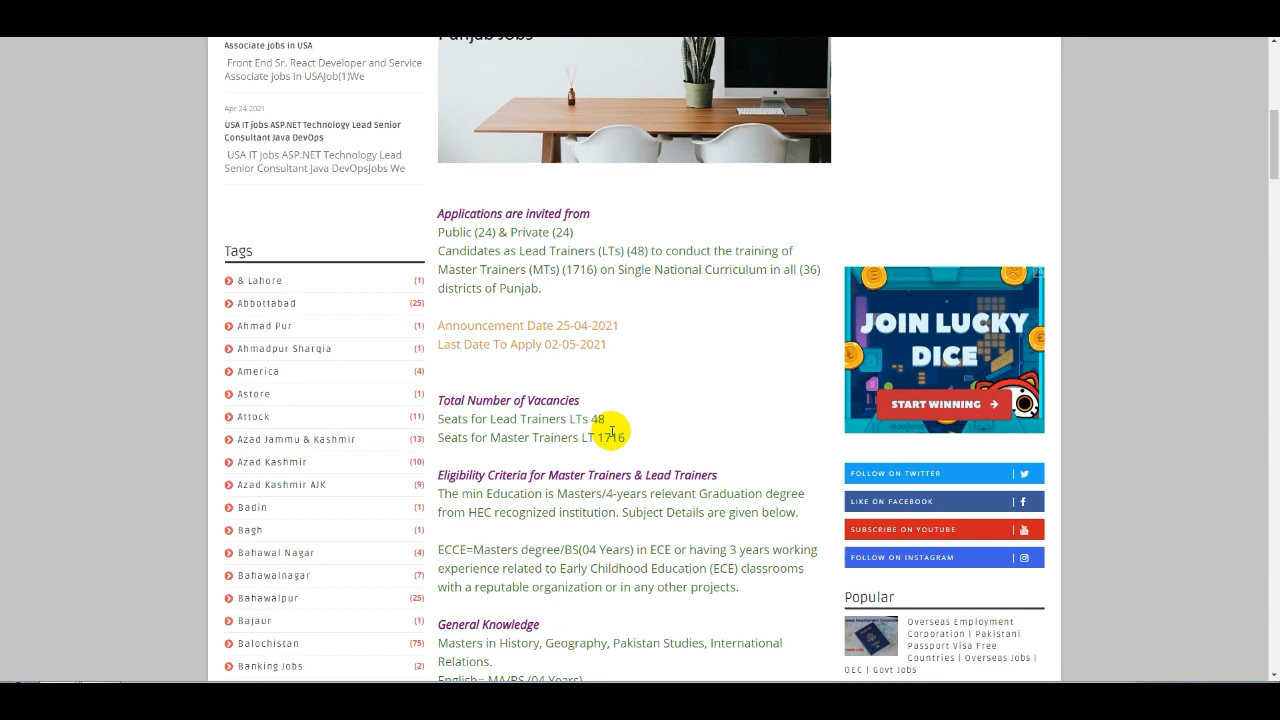 Associate jobs in USA
Front End Sr. React Developer and Service
Associate jobs in USAJob(1)We
Apr 24 2021
USA IT jobs ASP.NET Technology Lead Senior
Consultant Java DevOps
USA IT jobs ASP.NET Technology Lead
Senior Consultant Java DevOpsJobs We
Tags
& Lahore (1)
Abbottabad (25)
Ahmad Pur (1)
Ahmadpur Sharqia (1)
America (4)
Astore (1)
Attock (11)
Azad Jammu & Kashmir (13)
Azad Kashmir (10)
Azad Kashmir AJK (9)
Badin (1)
Bagh (1)
Bahawal Nagar (4)
Bahawalnagar (7)
Bahawalpur (25)
Bajaur (1)
Balochistan (75)
Banking Jobs (2)
Punjab Jobs
Applications are invited from
Public (24) & Private (24)
Candidates as Lead Trainers (LTs) (48) to conduct the training of
Master Trainers (MTs) (1716) on Single National Curriculum in all (36)
districts of Punjab.
Announcement Date 25-04-2021
Last Date To Apply 02-05-2021
Total Number of Vacancies
Seats for Lead Trainers LTs 48
Seats for Master Trainers LT 1716
Eligibility Criteria for Master Trainers & Lead Trainers
The min Education is Masters/4-years relevant Graduation degree
from HEC recognized institution. Subject Details are given below.
ECCE=Masters degree/BS(04 Years) in ECE or having 3 years working
experience related to Early Childhood Education (ECE) classrooms
with a reputable organization or in any other projects.
General Knowledge
Masters in History, Geography, Pakistan Studies, International
Relations.
English= MA/BS (04 Years)
JOIN LUCKY
DICE
START WINNING
FOLLOW ON TWITTER
LIKE ON FACEBOOK
SUBSCRIBE ON YOUTUBE
FOLLOW ON INSTAGRAM
Popular
Overseas Employment
Corporation | Pakistani
Passport Visa Free
Countries | Overseas Jobs |
OEC | Govt Jobs